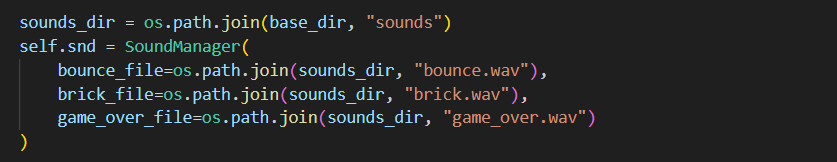 sounds_dir = os.path.join(base_dir, "sounds")
self.snd = SoundManager(
    bounce_file=os.path.join(sounds_dir, "bounce.wav"),
    brick_file=os.path.join(sounds_dir, "brick.wav"),
    game_over_file=os.path.join(sounds_dir, "game_over.wav")
)